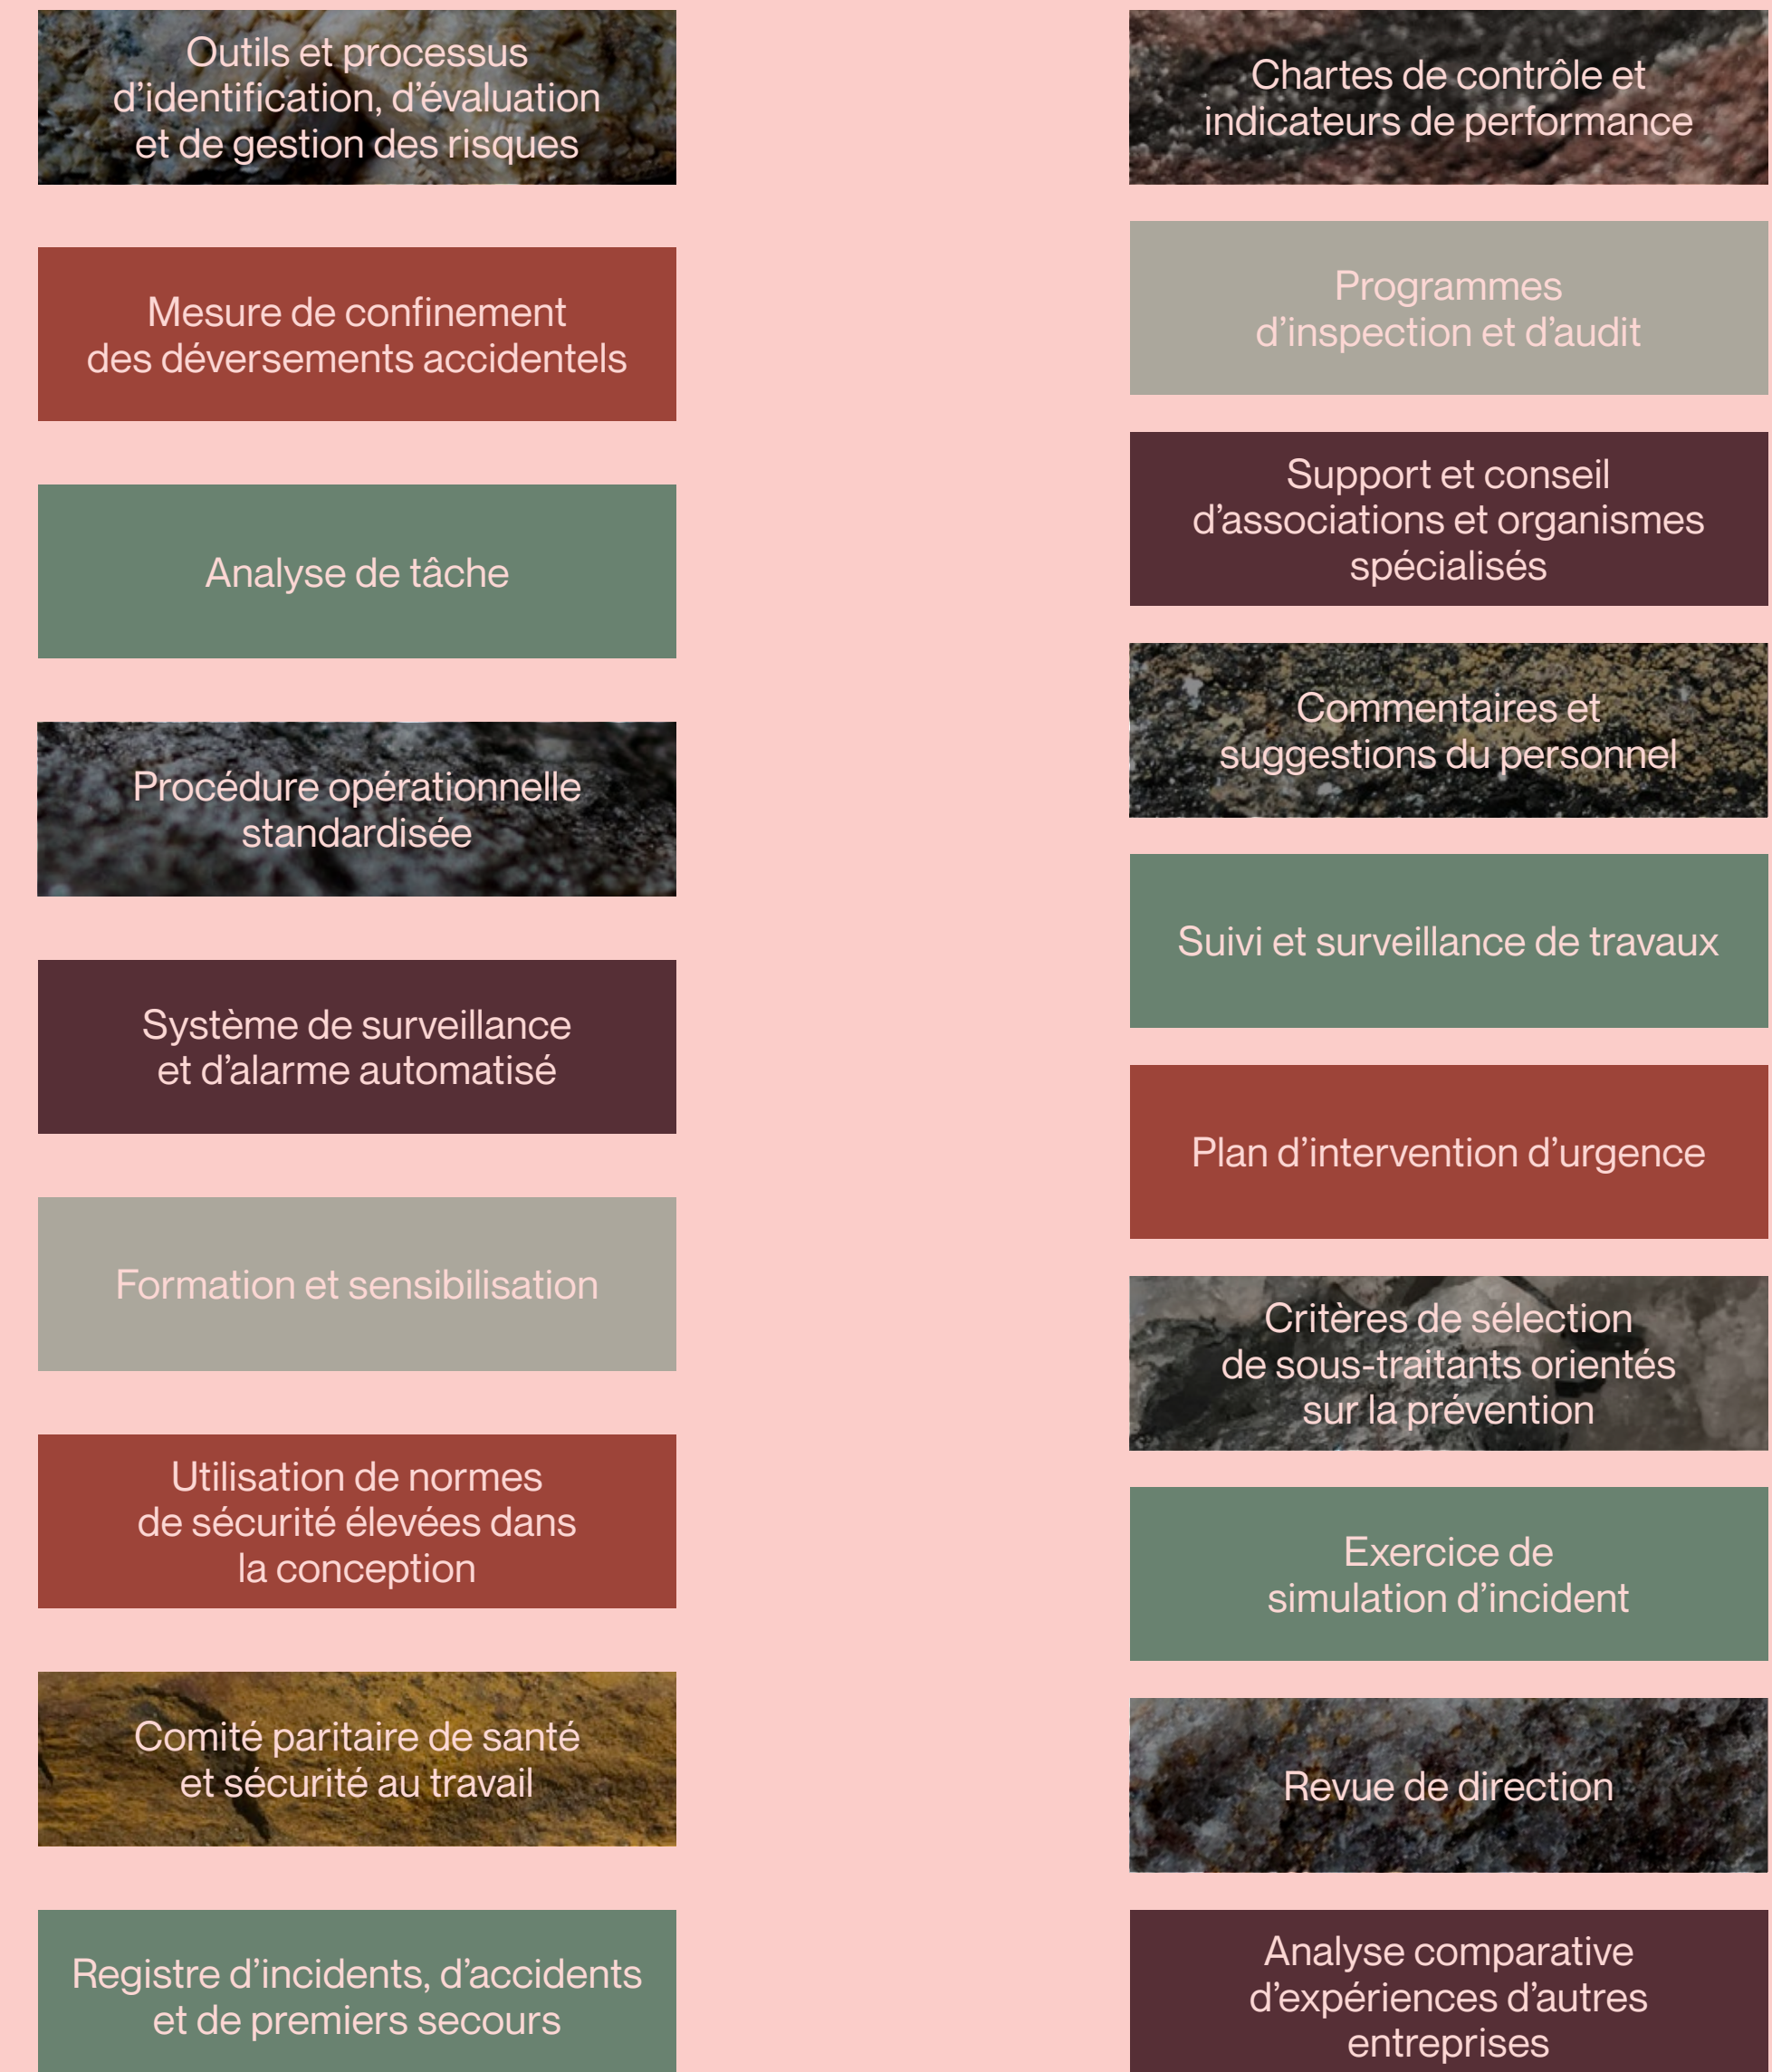 Outils et processus
d’identification, d’évaluation
et de gestion des risques
Mesure de confinement
des déversements accidentels
Analyse de tâche
Procédure opérationnelle
standardisée
Système de surveillance
et d’alarme automatisé
Formation et sensibilisation
Utilisation de normes
de sécurité élevées dans
la conception
Comité paritaire de santé
et sécurité au travail
Registre d’incidents, d’accidents
et de premiers secours
Chartes de contrôle et
indicateurs de performance
Programmes
d’inspection et d’audit
Support et conseil
d’associations et organismes
spécialisés
Commentaires et
suggestions du personnel
Suivi et surveillance de travaux
Plan d’intervention d’urgence
Critères de sélection
de sous-traitants orientés
sur la prévention
Exercice de
simulation d’incident
Revue de direction
Analyse comparative
d’expériences d’autres
entreprises